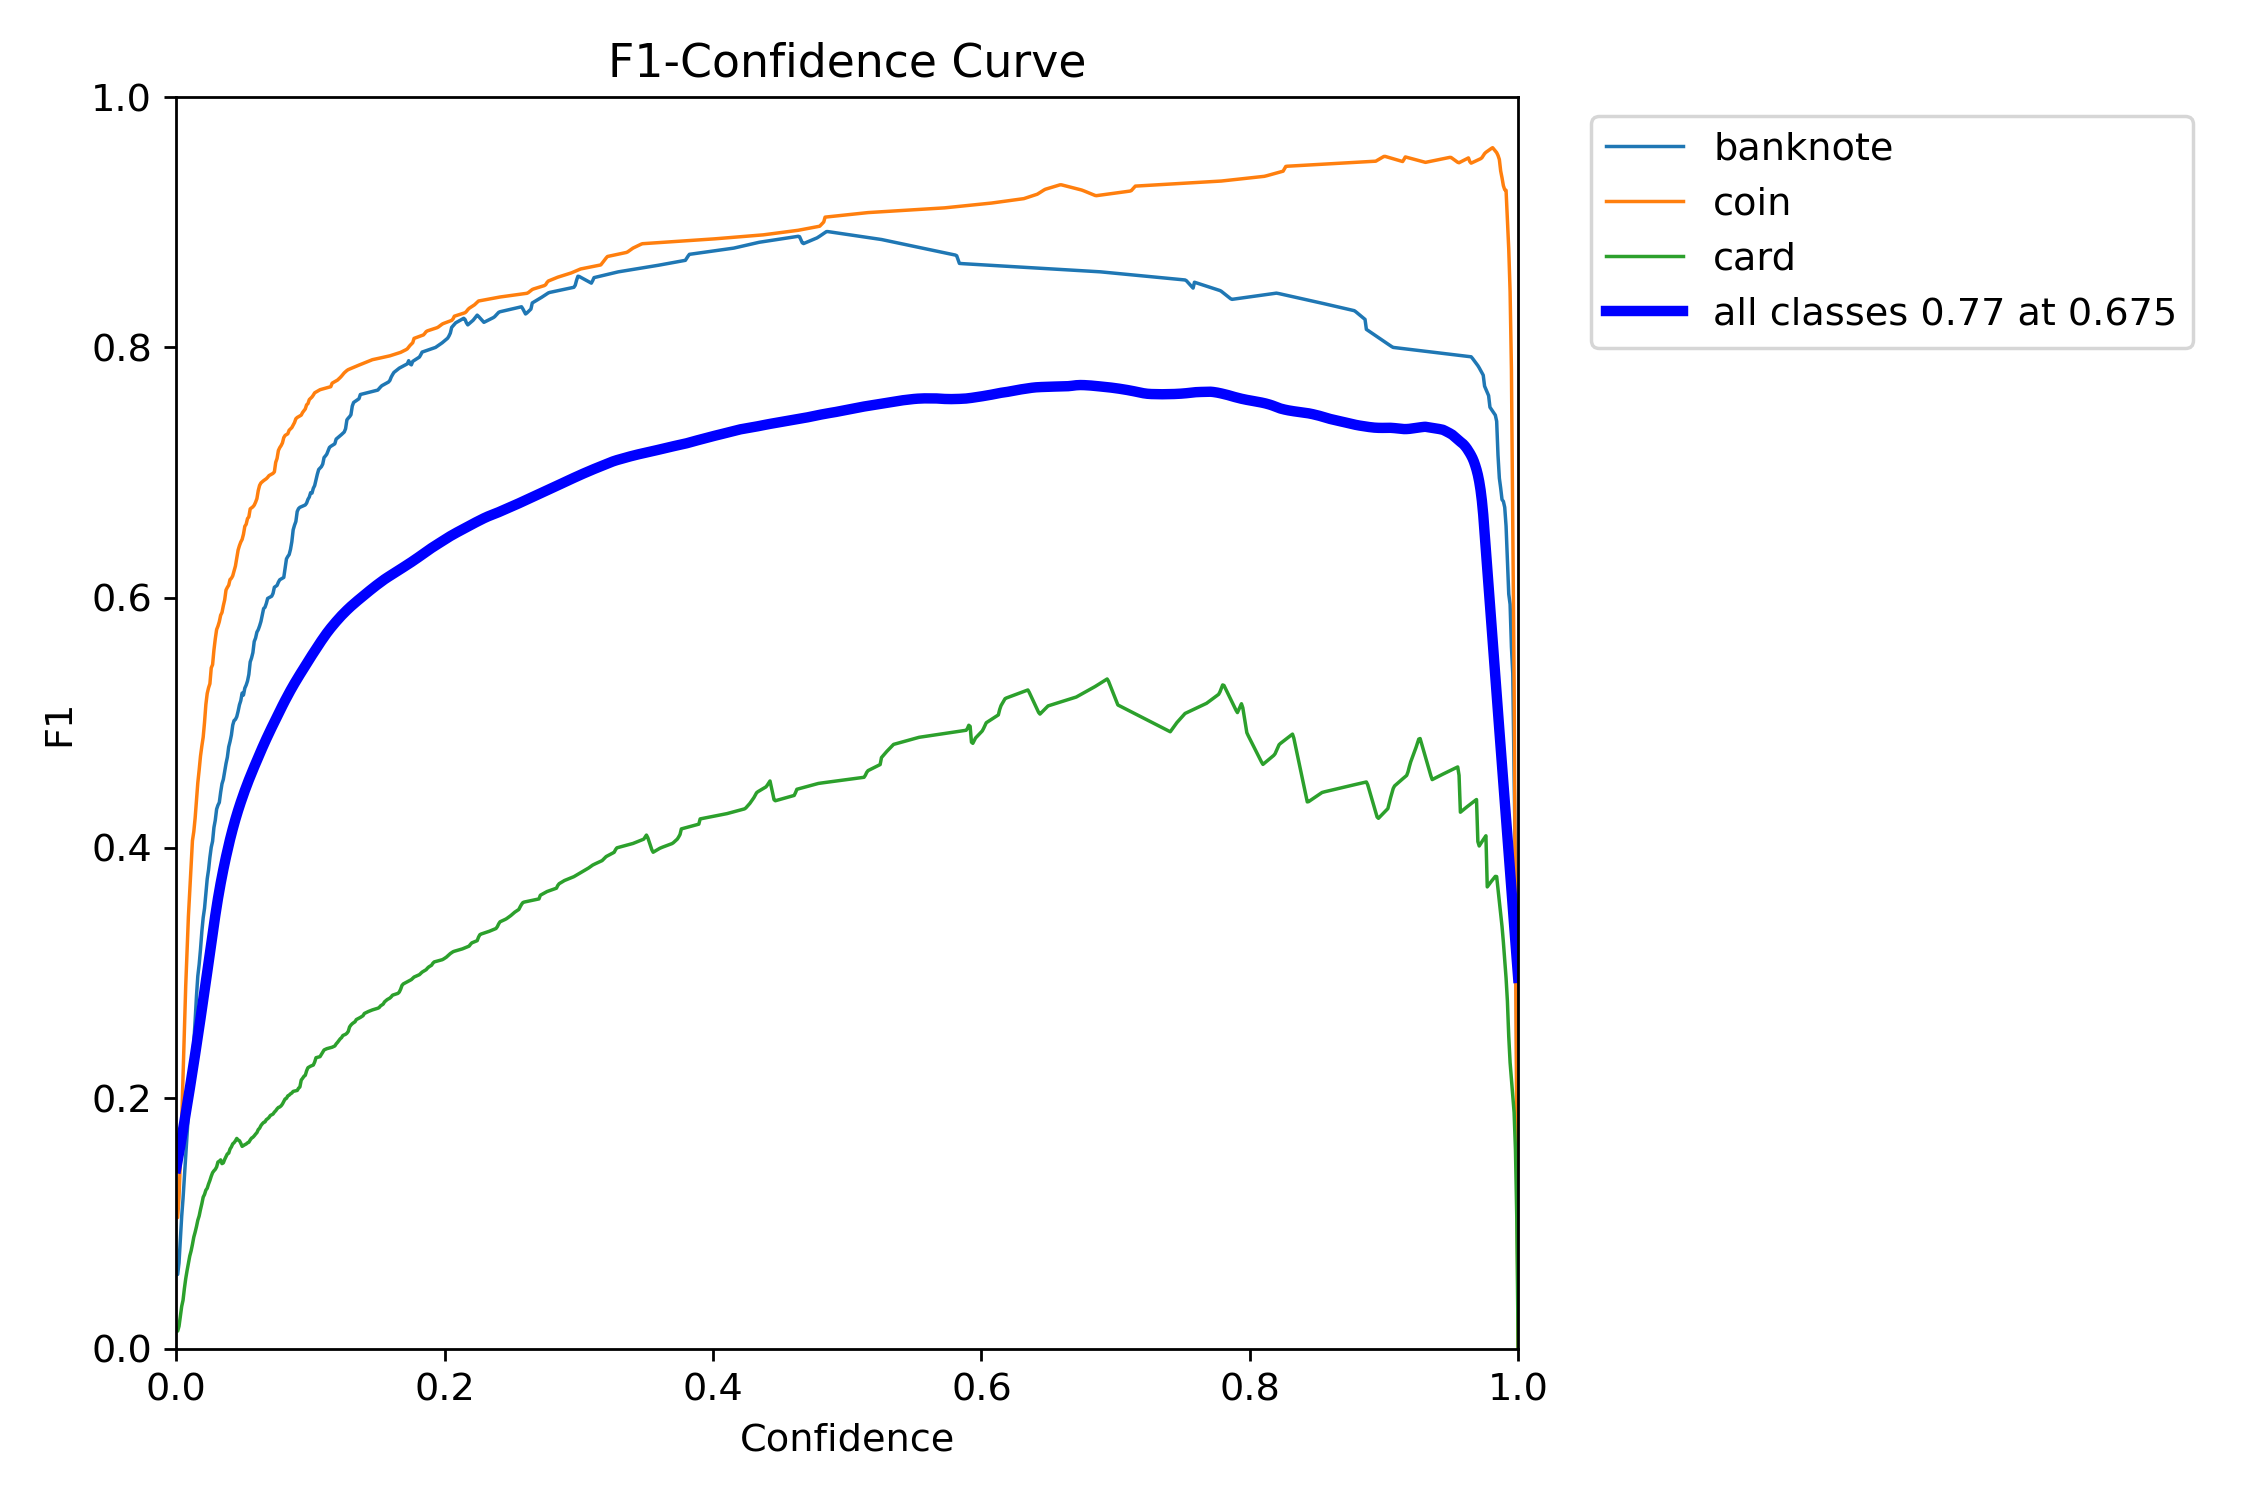 F1-Confidence Curve
banknote
coin
card
all classes 0.77 at 0.675
F1
1.0
0.8
0.6
0.4
0.2
0.0
0.0 0.2 0.4 0.6 0.8 1.0
Confidence